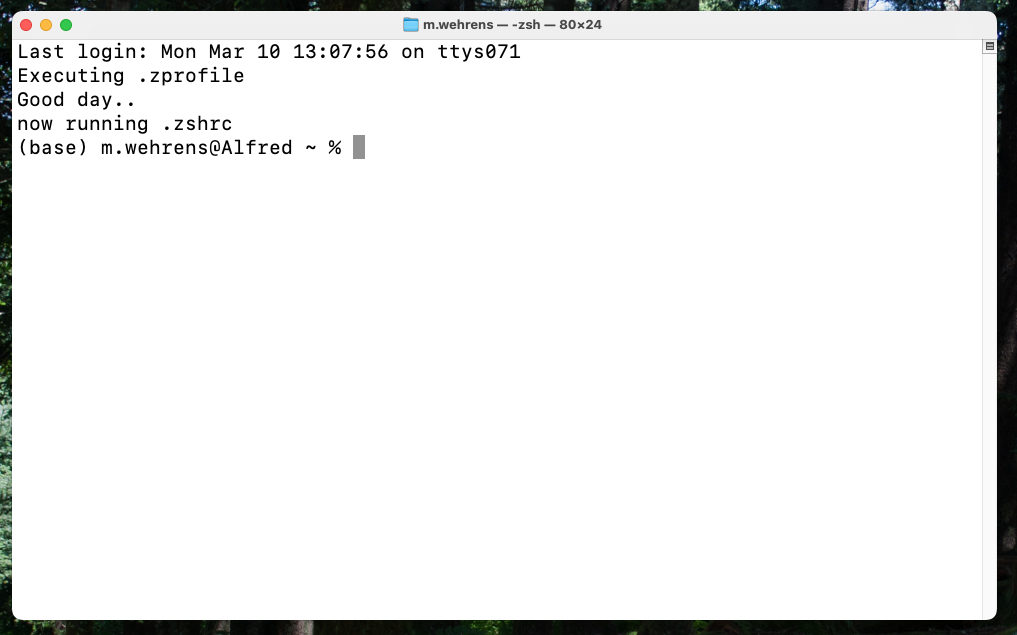 m.wehrens — -zsh — 80×24
Last login: Mon Mar 10 13:07:56 on ttys071
Executing .zprofile
Good day..
now running .zshrc
(base) m.wehrens@Alfred ~ %